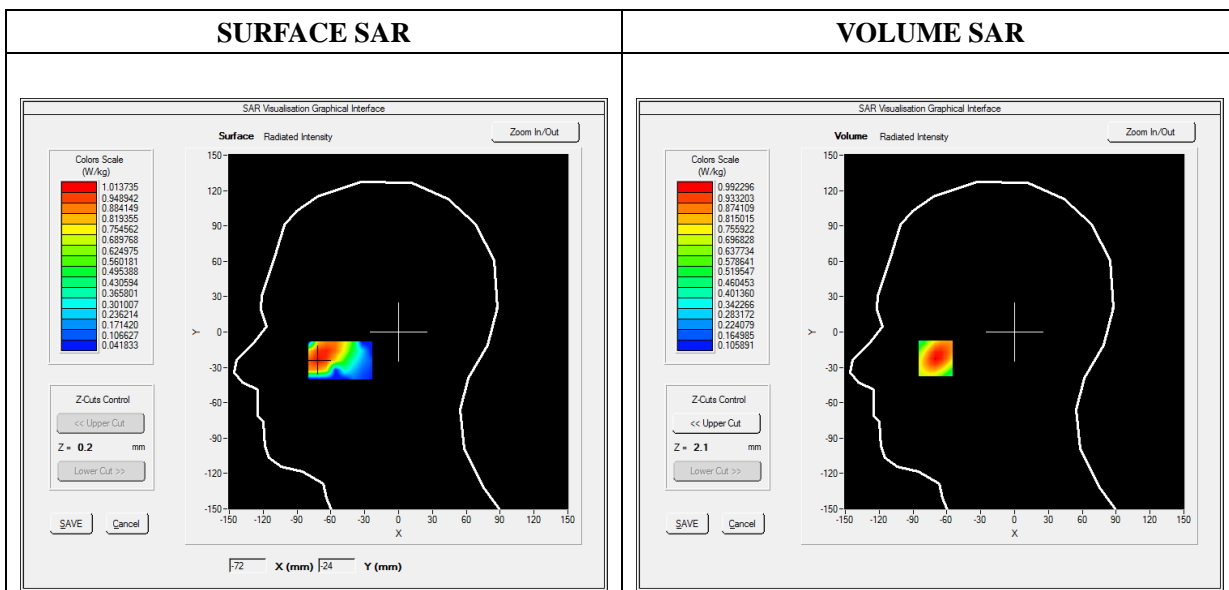 SURFACE SAR
VOLUME SAR
SAR Visualisation Graphical Interface
Surface Radiated Intensity
Zoom In/Out
Colors Scale
(W/kg)
1.013735
0.948942
0.884149
0.819355
0.754562
0.689768
0.624975
0.560181
0.495388
0.430594
0.365801
0.301007
0.236214
0.171420
0.106627
0.041833
Z-Cuts Control
<< Upper Cut
Z = 0.2 mm
Lower Cut >>
SAVE Cancel
150
120
90
60
30
0
-30
-60
-90
-120
-150
Y
-150 -120 -90 -60 -30 0 30 60 90 120 150
X
-72 X (mm) -24 Y (mm)
SAR Visualisation Graphical Interface
Volume Radiated Intensity
Zoom In/Out
Colors Scale
(W/kg)
0.992296
0.933203
0.874109
0.815015
0.755922
0.696828
0.637734
0.578641
0.519547
0.460453
0.401360
0.342266
0.283172
0.224079
0.164985
0.105891
Z-Cuts Control
<< Upper Cut
Z = 2.1 mm
Lower Cut >>
SAVE Cancel
150
120
90
60
30
0
-30
-60
-90
-120
-150
Y
-150 -120 -90 -60 -30 0 30 60 90 120 150
X